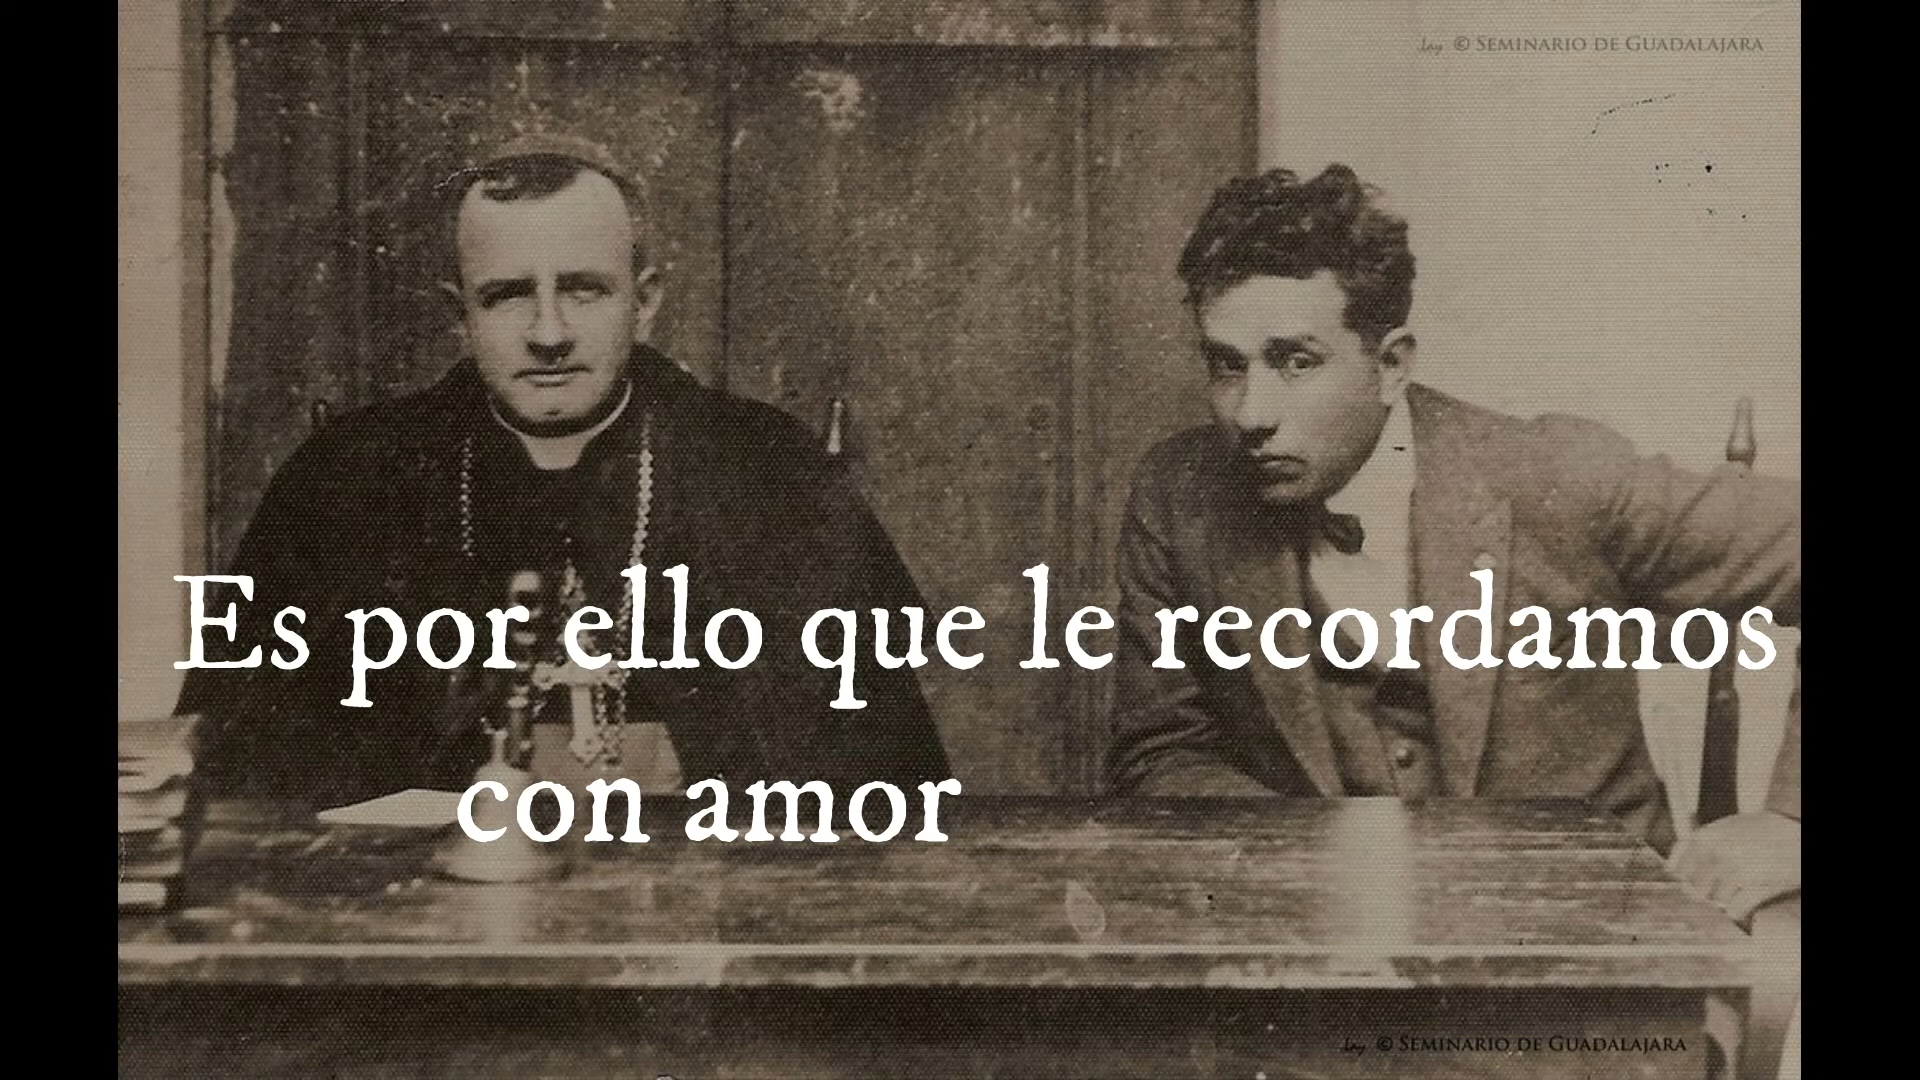 © Seminario de Guadalajara
Es por ello que le recordamos
con amor
© Seminario de Guadalajara